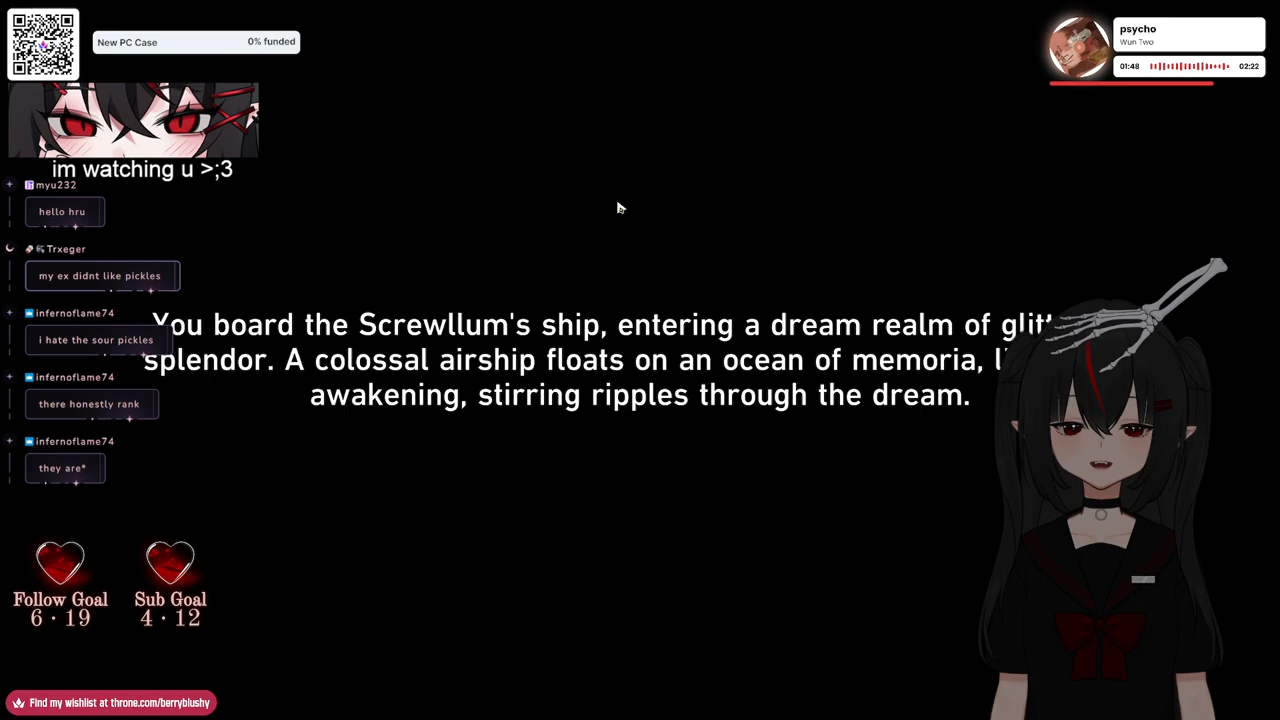 New PC Case 0% funded
psycho
Wun Two
01:48 02:22
im watching u >;3
myu232
hello hru
Trxeger
my ex didnt like pickles
infernoflame74
i hate the sour pickles
infernoflame74
there honestly rank
infernoflame74
they are*
You board the Screwllum's ship, entering a dream realm of
splendor. A colossal airship floats on an ocean of memoria,
awakening, stirring ripples through the dream.
Follow Goal
6 · 19
Sub Goal
4 · 12
Find my wishlist at throne.com/berryblushy